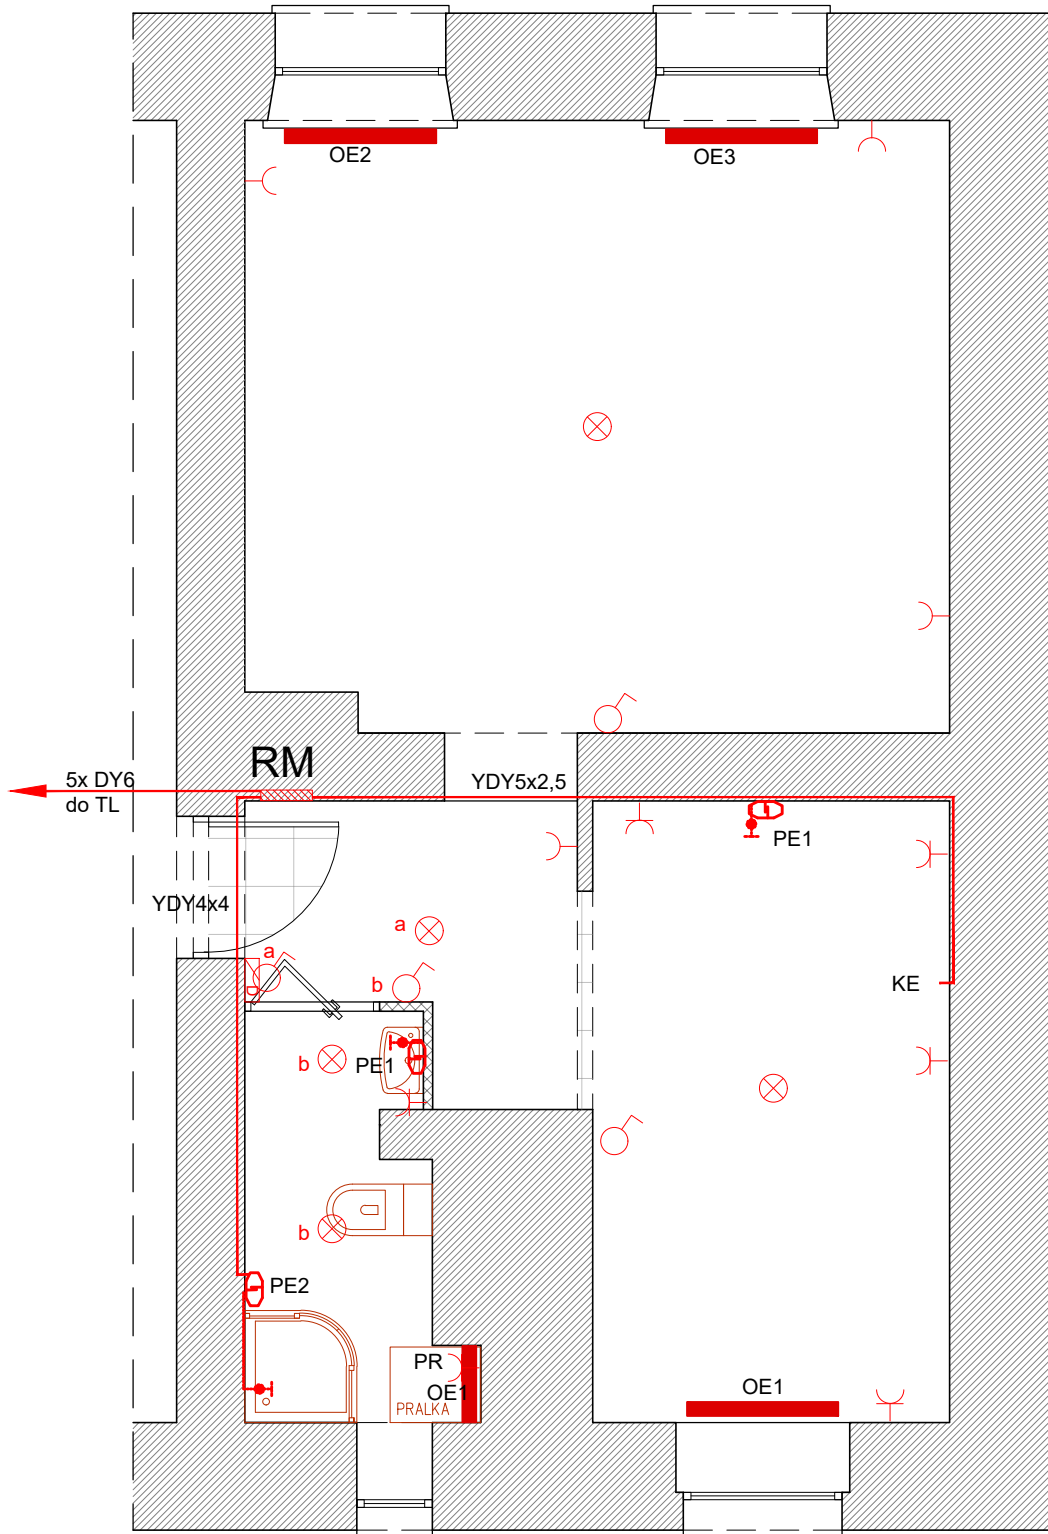 OE2
OE3
RM
5x DY6
do TL
YDY5x2,5
PE1
YDY4x4
a
a
b
KE
b
PE1
b
PE2
PR
OE1
PRALKA
OE1